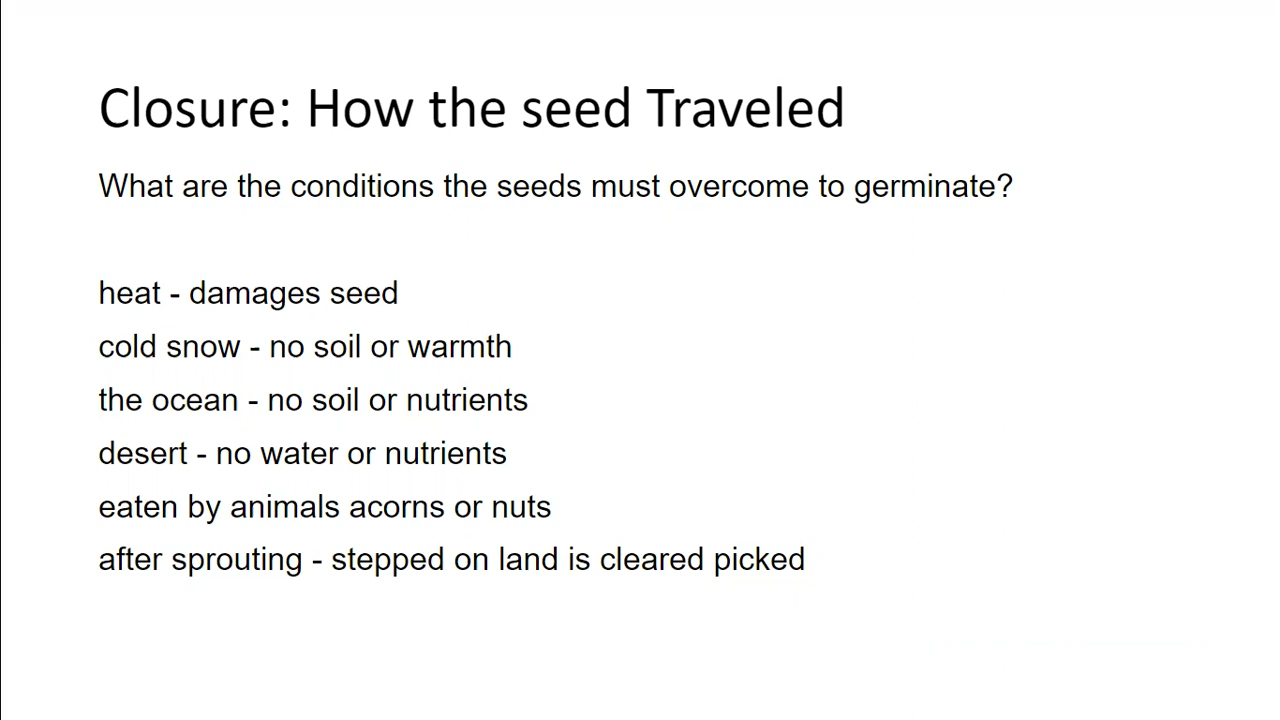 Closure: How the seed Traveled
What are the conditions the seeds must overcome to germinate?
heat - damages seed
cold snow - no soil or warmth
the ocean - no soil or nutrients
desert - no water or nutrients
eaten by animals acorns or nuts
after sprouting - stepped on land is cleared picked